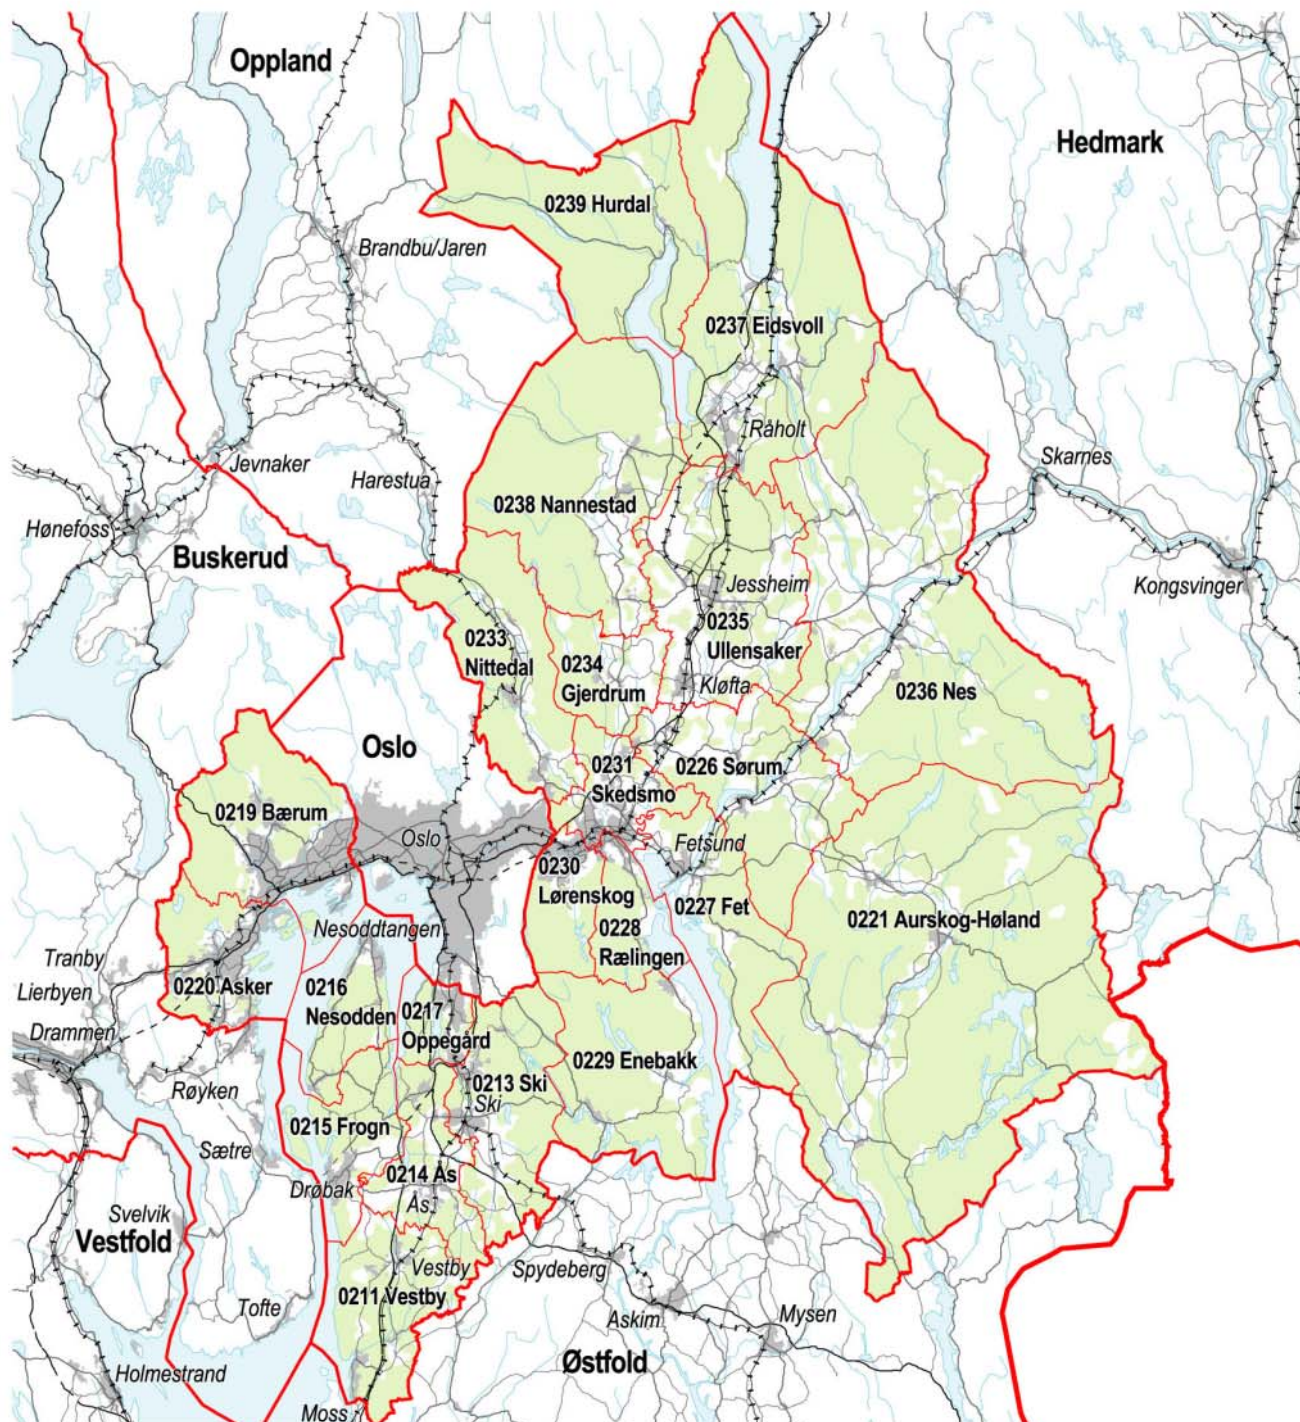 Oppland
Hedmark
0239 Hurdal
Brandbu/Jaren
0237 Eidsvoll
Råholt
Jevnaker
Harestua
Skarnes
0238 Nannestad
Hønefoss
Buskerud
Jessheim
Kongsvinger
0233
Nittedal
0234
Gjerdrum
0235
Ullensaker
Kløfta
0236 Nes
Oslo
0231
Skedsmo
0226 Sørum
0219 Bærum
Oslo
Fetsund
0230
Lørenskog
0227 Fet
0221 Aurskog-Høland
Nesoddtangen
0228
Rælingen
Tranby
Lierbyen
0220 Asker
0216
Nesodden
0217
Oppegård
Drammen
0229 Enebakk
Røyken
0213 Ski
Ski
0215 Frogn
Sætre
0214 Ås
Drøbak
Ås
Svelvik
Vestfold
Vestby
Spydeberg
0211 Vestby
Tofte
Askim
Mysen
Holmestrand
Østfold
Moss